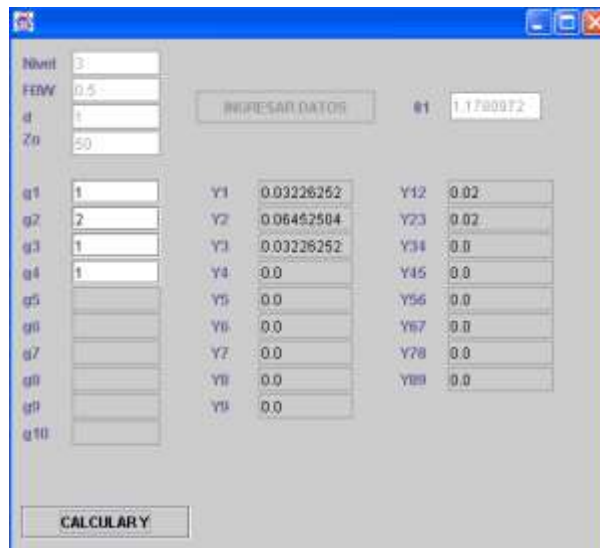 Nivel 3
FBW 0.5
d 1
Zo 50
INGRESAR DATOS
θ1 1.1780972
g1 1 Y1 0.03226252 Y12 0.02
g2 2 Y2 0.06452504 Y23 0.02
g3 1 Y3 0.03226252 Y34 0.0
g4 1 Y4 0.0 Y45 0.0
g5 Y5 0.0 Y56 0.0
g6 Y6 0.0 Y67 0.0
g7 Y7 0.0 Y78 0.0
g8 Y8 0.0 Y89 0.0
g9 Y9 0.0
g10
CALCULAR Y